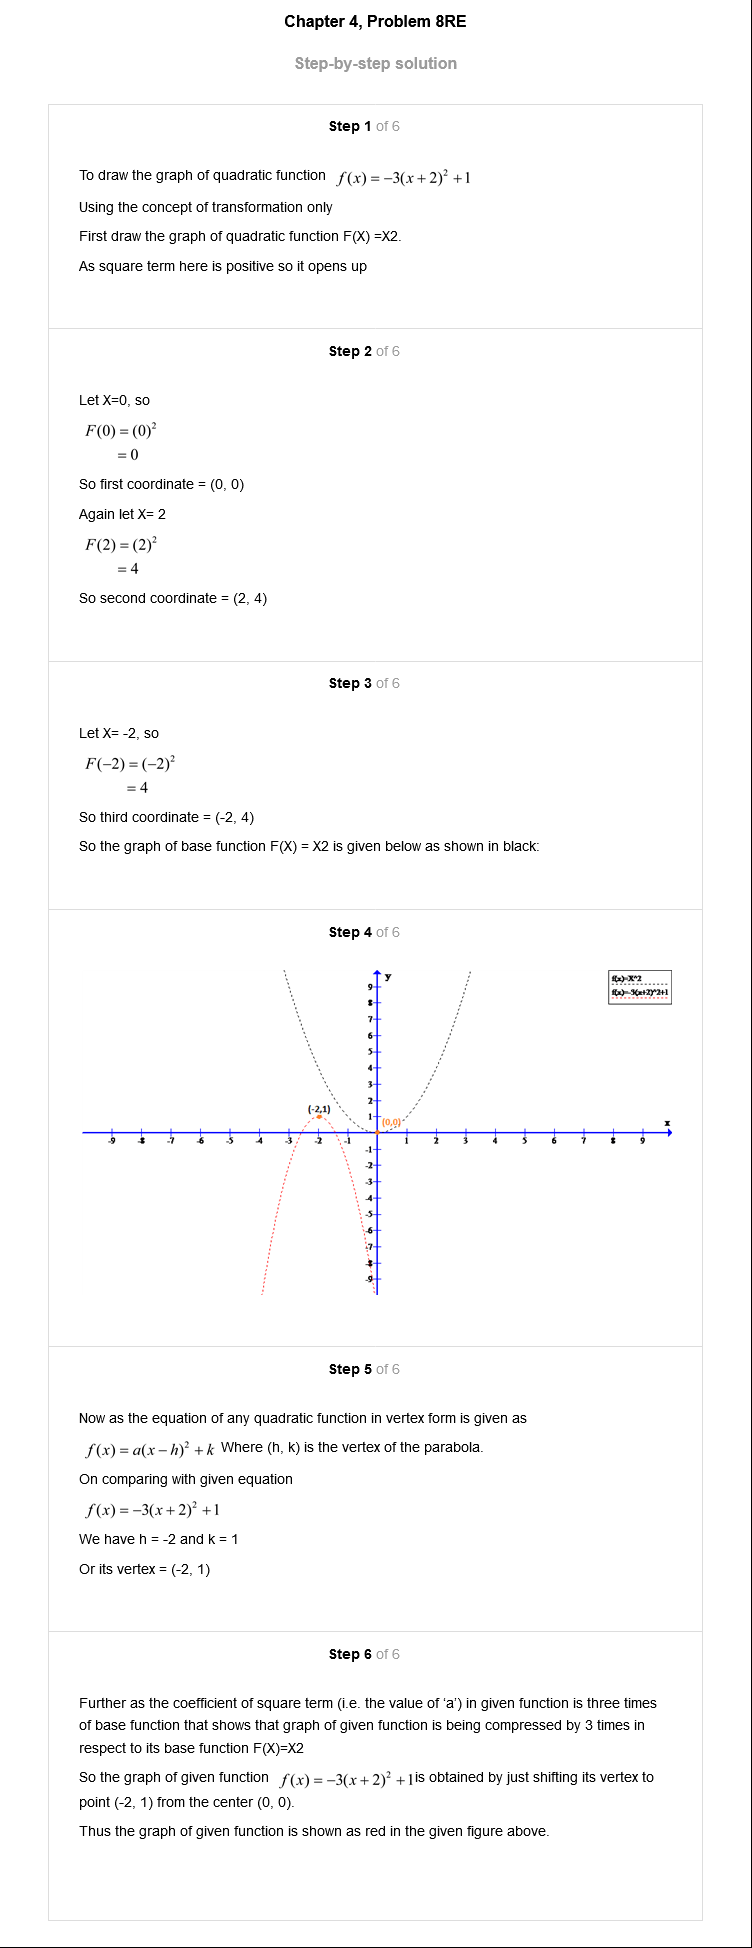 Chapter 4, Problem 8RE
Step-by-step solution
Step 1 of 6
To draw the graph of quadratic function f(x) = −3(x + 2)² + 1
Using the concept of transformation only
First draw the graph of quadratic function F(X) =X2.
As square term here is positive so it opens up
Step 2 of 6
Let X=0, so
F(0) = (0)²
= 0
So first coordinate = (0, 0)
Again let X= 2
F(2) = (2)²
= 4
So second coordinate = (2, 4)
Step 3 of 6
Let X= -2, so
F(−2) = (−2)²
= 4
So third coordinate = (-2, 4)
So the graph of base function F(X) = X2 is given below as shown in black:
Step 4 of 6
y
f(x)=X^2
f(x)=-3(x+2)^2+1
9
8
7
6
5
4
3
2
1
(-2,1)
(0,0)
x
-9 -8 -7 -6 -5 -4 -3 -2 -1 1 2 3 4 5 6 7 8 9
-1
-2
-3
-4
-5
-6
-7
-8
-9
Step 5 of 6
Now as the equation of any quadratic function in vertex form is given as
f(x) = a(x − h)² + k Where (h, k) is the vertex of the parabola.
On comparing with given equation
f(x) = −3(x + 2)² + 1
We have h = -2 and k = 1
Or its vertex = (-2, 1)
Step 6 of 6
Further as the coefficient of square term (i.e. the value of ‘a’) in given function is three times
of base function that shows that graph of given function is being compressed by 3 times in
respect to its base function F(X)=X2
So the graph of given function f(x) = −3(x + 2)² + 1is obtained by just shifting its vertex to
point (-2, 1) from the center (0, 0).
Thus the graph of given function is shown as red in the given figure above.